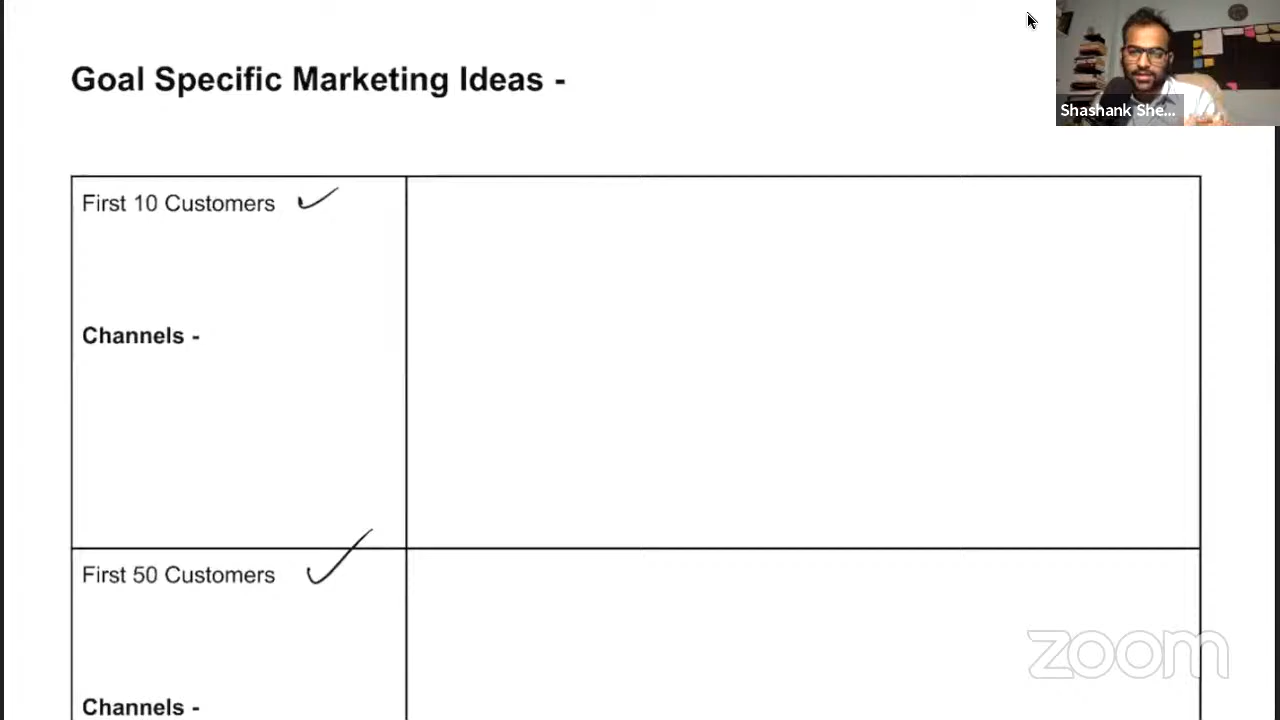 Goal Specific Marketing Ideas -
Shashank She...
First 10 Customers
Channels -
First 50 Customers
zoom
Channels -